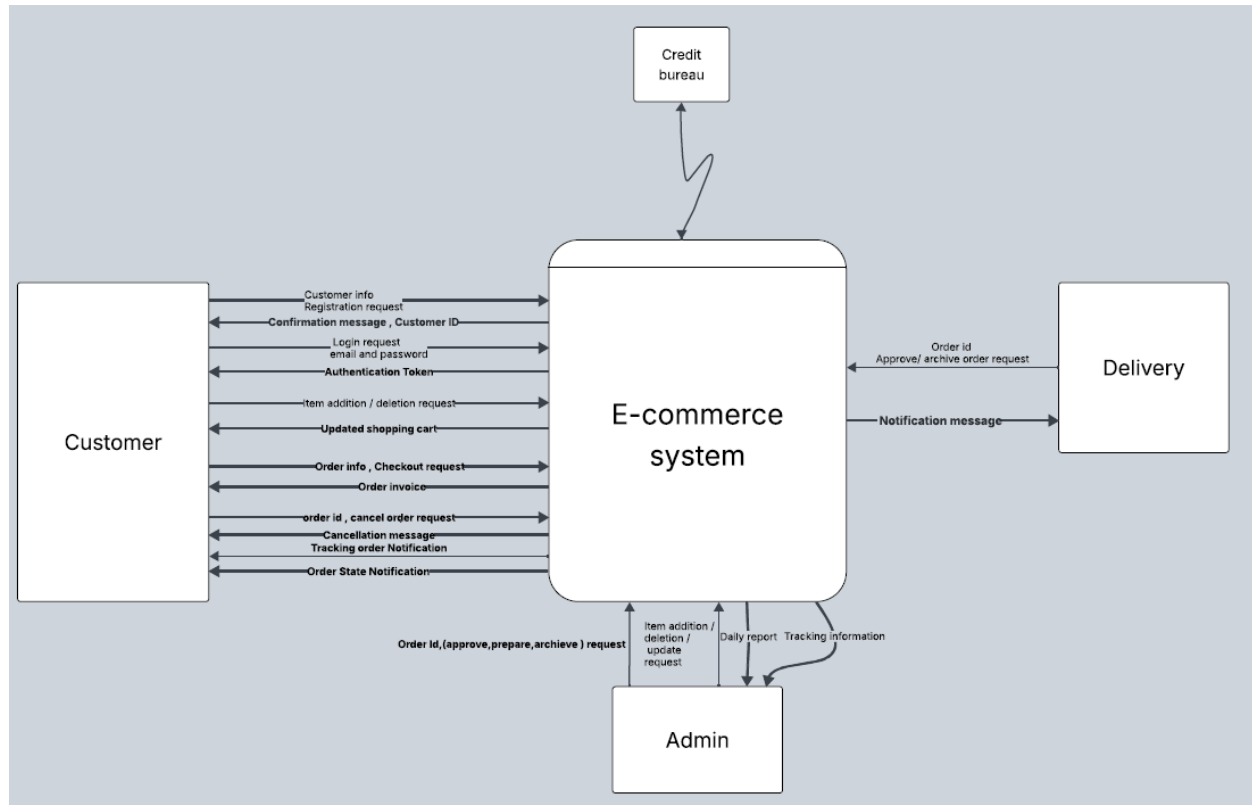 Credit
bureau
Customer
Customer info
Registration request
Confirmation message , Customer ID
Login request
email and password
Authentication Token
Item addition / deletion request
Updated shopping cart
Order info , Checkout request
Order invoice
order id , cancel order request
Cancellation message
Tracking order Notification
Order State Notification
E-commerce
system
Order id
Approve/ archive order request
Notification message
Delivery
Order Id,(approve,prepare,archieve ) request
Item addition /
deletion /
update
request
Daily report
Tracking information
Admin